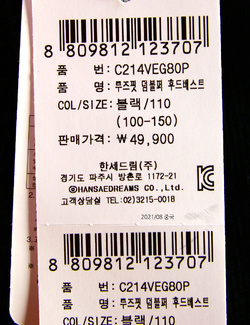 8 809812 123707
품 번: C214VEG80P
품 명: 루즈핏 덤블퍼 후드베스트
COL/SIZE: 블랙/110
(100-150)
판매가격: ₩49,900
한세드림(주)
경기도 파주시 방촌로 1172-21
©HANSAEDREAMS CO., Ltd.
고객상담실 TEL:02)3215-0018
2021/08.중국
8 809812 123707
품 번: C214VEG80P
품 명: 루즈핏 덤블퍼 후드베스트
COL/SIZE: 블랙/110